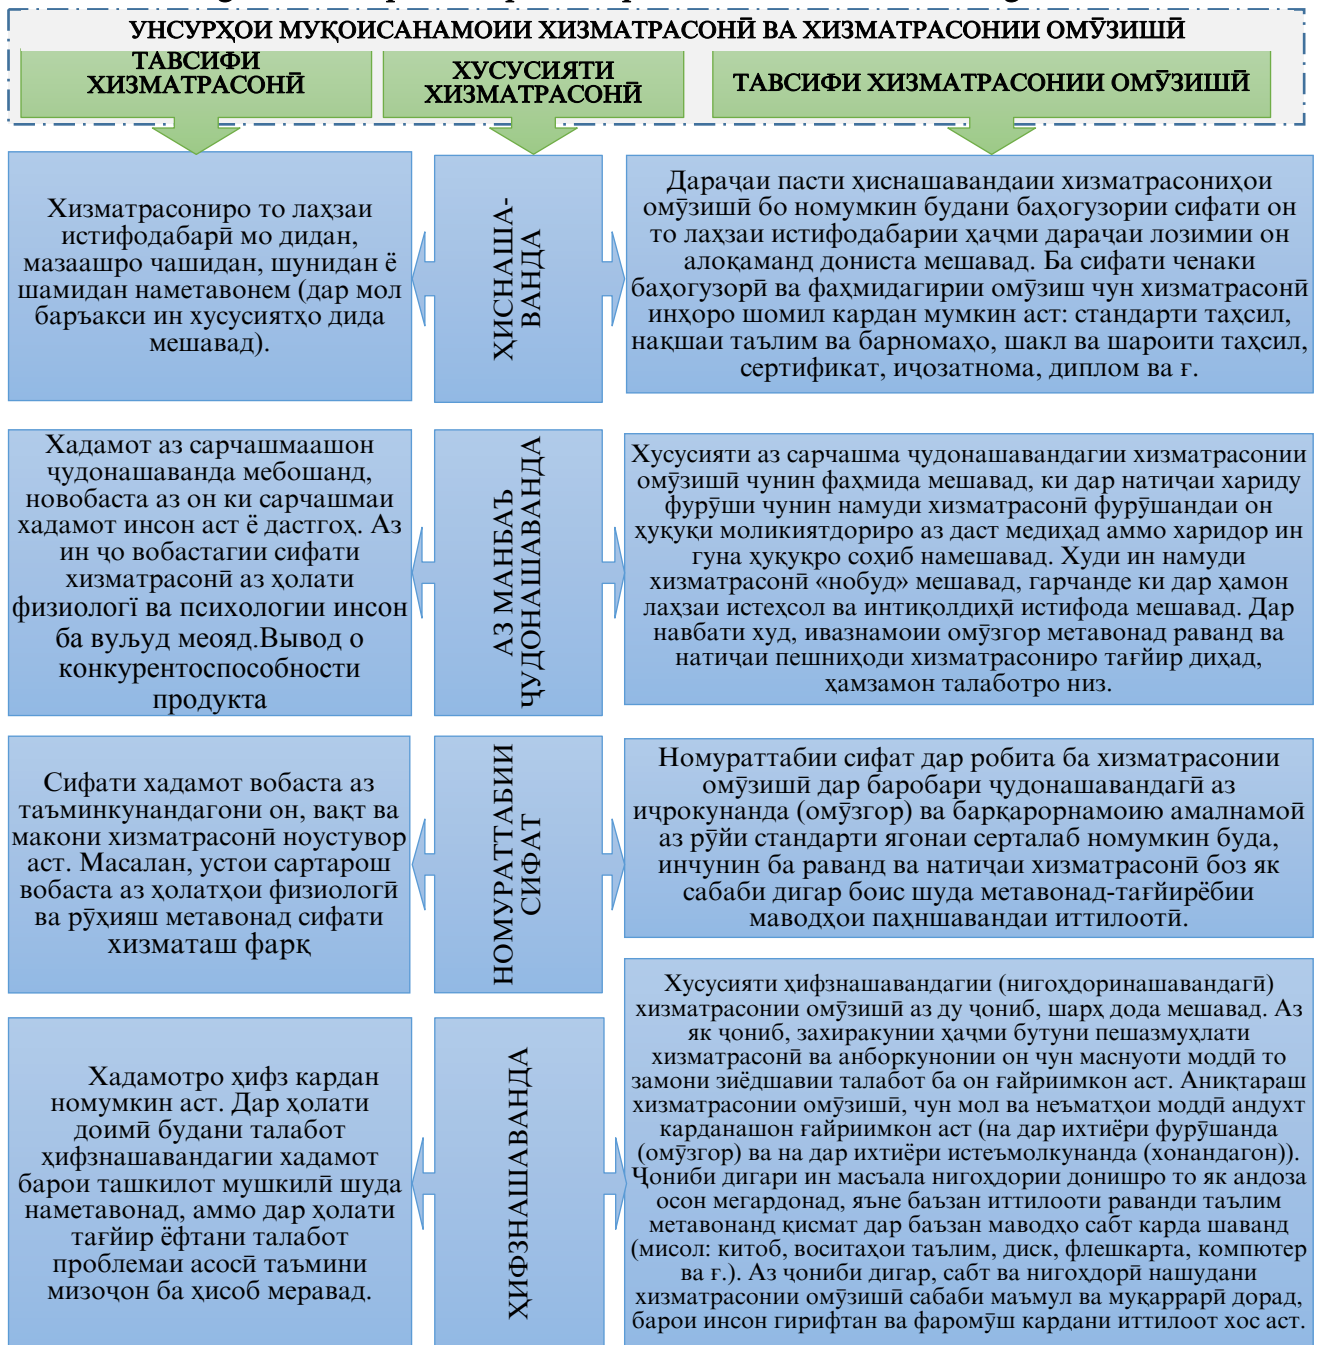 УНСУРҲОИ МУҚОИСАНАМОИИ ХИЗМАТРАСОНӢ ВА ХИЗМАТРАСОНИИ ОМӮЗИШӢ
ТАВСИФИ
ХИЗМАТРАСОНӢ
ХУСУСИЯТИ
ХИЗМАТРАСОНӢ
ТАВСИФИ ХИЗМАТРАСОНИИ ОМӮЗИШӢ
Хизматрасониро то лаҳзаи
истифодабарӣ мо дидан,
мазаашро чашидан, шунидан ё
шамидан наметавонем (дар мол
баръакси ин хусусиятҳо дида
мешавад).
ҲИСНАША-
ВАНДА
Дараҷаи пасти ҳиснашавандаии хизматрасониҳои
омӯзишӣ бо номумкин будани баҳогузории сифати он
то лаҳзаи истифодабарии ҳаҷми дараҷаи лозимии он
алоқаманд дониста мешавад. Ба сифати ченаки
баҳогузорӣ ва фаҳмидагирии омӯзиш чун хизматрасонӣ
инҳоро шомил кардан мумкин аст: стандарти таҳсил,
нақшаи таълим ва барномаҳо, шакл ва шароити таҳсил,
сертификат, иҷозатнома, диплом ва ғ.
Хадамот аз сарчашмаашон
ҷудонашаванда мебошанд,
новобаста аз он ки сарчашмаи
хадамот инсон аст ё дастгоҳ. Аз
ин ҷо вобастагии сифати
хизматрасонӣ аз ҳолати
физиологӣ ва психологии инсон
ба вуљуд меояд.Вывод о
конкурентоспособности
продукта
АЗ МАНБАЪ
ҶУДОНАШАВАНДА
Хусусияти аз сарчашма ҷудонашавандагии хизматрасонии
омӯзишӣ чунин фаҳмида мешавад, ки дар натиҷаи хариду
фурӯши чунин намуди хизматрасонӣ фурӯшандаи он
ҳуқуқи моликиятдориро аз даст медиҳад аммо харидор ин
гуна ҳуқуқро соҳиб намешавад. Худи ин намуди
хизматрасонӣ «нобуд» мешавад, гарчанде ки дар ҳамон
лаҳзаи истеҳсол ва интиқолдиҳӣ истифода мешавад. Дар
навбати худ, ивазнамоии омӯзгор метавонад раванд ва
натиҷаи пешниҳоди хизматрасониро тағйир диҳад,
ҳамзамон талаботро низ.
Сифати хадамот вобаста аз
таъминкунандагони он, вақт ва
макони хизматрасонӣ ноустувор
аст. Масалан, устои сартарош
вобаста аз ҳолатҳои физиологӣ
ва рӯҳияш метавонад сифати
хизматаш фарқ
НОМУРАТТАБИИ
СИФАТ
Номураттабии сифат дар робита ба хизматрасонии
омӯзишӣ дар баробари ҷудонашавандагӣ аз
иҷрокунанда (омӯзгор) ва барқарорнамоию амалнамоӣ
аз рӯйи стандарти ягонаи серталаб номумкин буда,
инчунин ба раванд ва натиҷаи хизматрасонӣ боз як
сабаби дигар боис шуда метавонад-тағйирёбии
маводҳои паҳншавандаи иттилоотӣ.
Хадамотро ҳифз кардан
номумкин аст. Дар ҳолати
доимӣ будани талабот
ҳифзнашавандагии хадамот
барои ташкилот мушкилӣ шуда
наметавонад, аммо дар ҳолати
тағйир ёфтани талабот
проблемаи асосӣ таъмини
мизоҷон ба ҳисоб меравад.
ҲИФЗНАШАВАНДА
Хусусияти ҳифзнашавандагии (нигоҳдоринашавандагӣ)
хизматрасонии омӯзишӣ аз ду ҷониб, шарҳ дода мешавад. Аз
як ҷониб, захиракунии ҳаҷми бутуни пешазмуҳлати
хизматрасонӣ ва анборкунонии он чун маснуоти моддӣ то
замони зиёдшавии талабот ба он ғайриимкон аст. Аниқтараш
хизматрасонии омӯзишӣ, чун мол ва неъматҳои моддӣ андухт
карданашон ғайриимкон аст (на дар ихтиёри фурӯшанда
(омӯзгор) ва на дар ихтиёри истеъмолкунанда (хонандагон)).
Ҷониби дигари ин масъала нигоҳдории донишро то як андоза
осон мегардонад, яъне баъзан иттилооти раванди таълим
метавонанд қисмат дар баъзан маводҳо сабт карда шаванд
(мисол: китоб, воситаҳои таълим, диск, флешкарта, компютер
ва ғ.). Аз ҷониби дигар, сабт ва нигоҳдорӣ нашудани
хизматрасонии омӯзишӣ сабаби маъмул ва муқаррарӣ дорад,
барои инсон гирифтан ва фаромӯш кардани иттилоот хос аст.